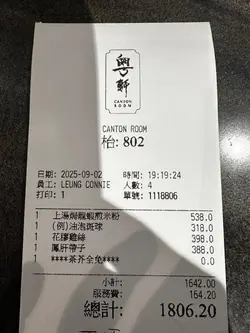 粵軒
CANTON
ROOM
CANTON ROOM
枱: 802
日期: 2025-09-02 時間: 19:19:24
員工: LEUNG CONNIE 人數: 4
打印: 1 單號: 1118806
1 上湯焗龍蝦煎米粉 538.0
1 (例)油泡斑球 318.0
1 花膠雞絲 398.0
1 鳳肝帶子 388.0
1 ****茶芥全免**** 0.0
小計: 1642.00
服務費: 164.20
總計: 1806.20